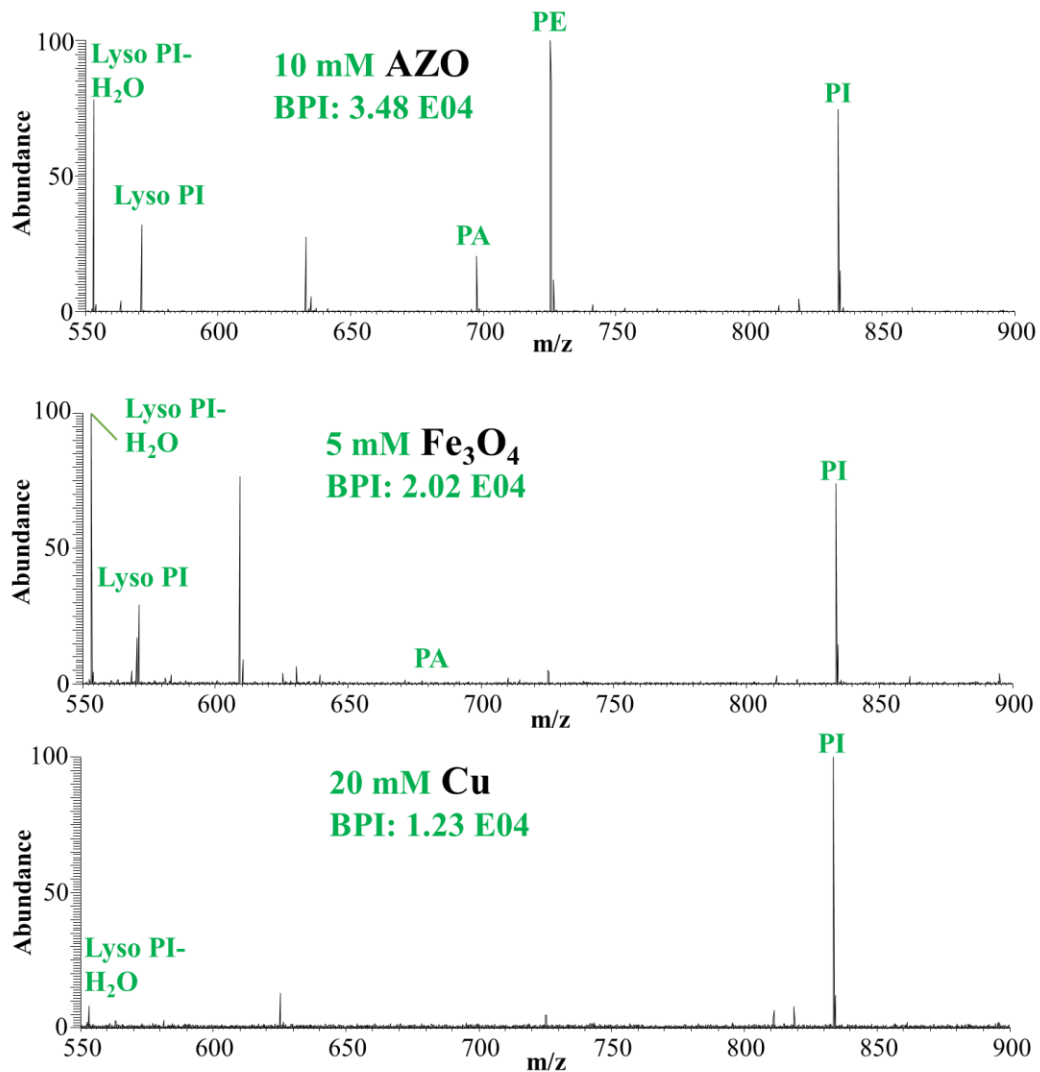 PE
100
Lyso PI-
H₂O
10 mM AZO
BPI: 3.48 E04
PI
Abundance
50
Lyso PI
PA
0
550 600 650 700 750 800 850 900
m/z
100
Lyso PI-
H₂O
5 mM Fe₃O₄
BPI: 2.02 E04
PI
Abundance
50
Lyso PI
PA
0
550 600 650 700 750 800 850 900
m/z
PI
100
20 mM Cu
BPI: 1.23 E04
Abundance
50
Lyso PI-
H₂O
0
550 600 650 700 750 800 850 900
m/z